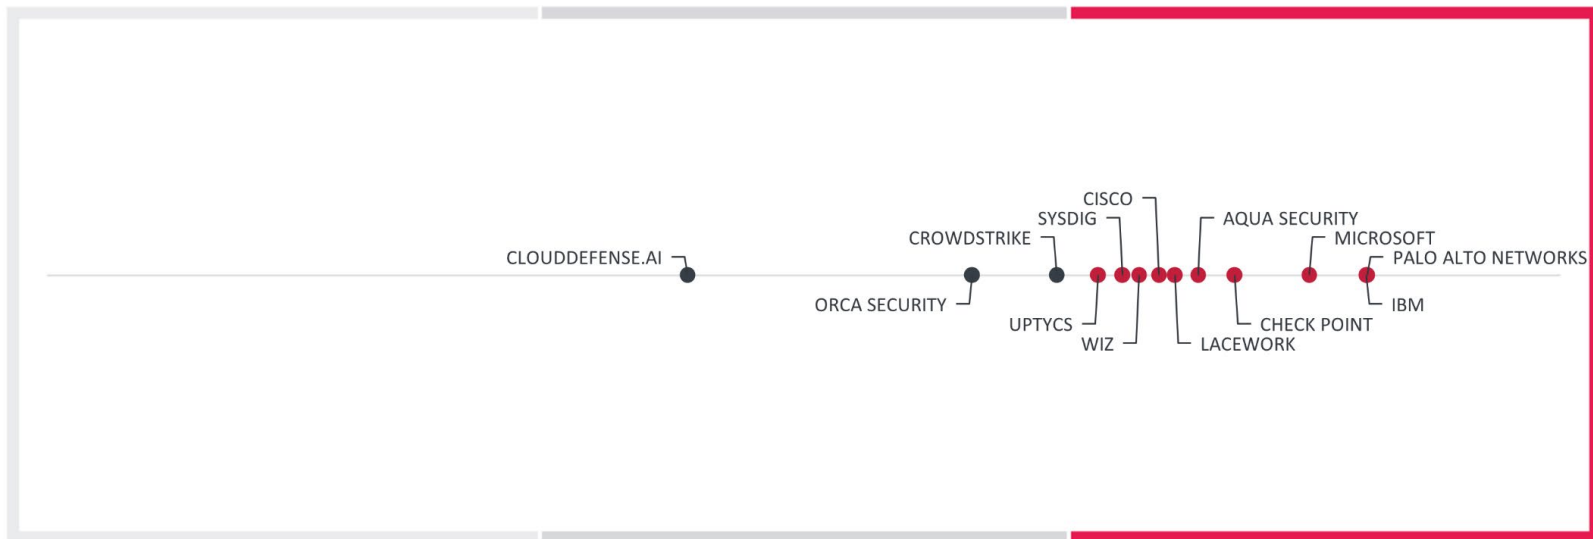 CISCO
SYSDIG
AQUA SECURITY
CROWDSTRIKE
MICROSOFT
CLOUDDEFENSE.AI
PALO ALTO NETWORKS
ORCA SECURITY
IBM
UPTYCS
CHECK POINT
WIZ
LACEWORK